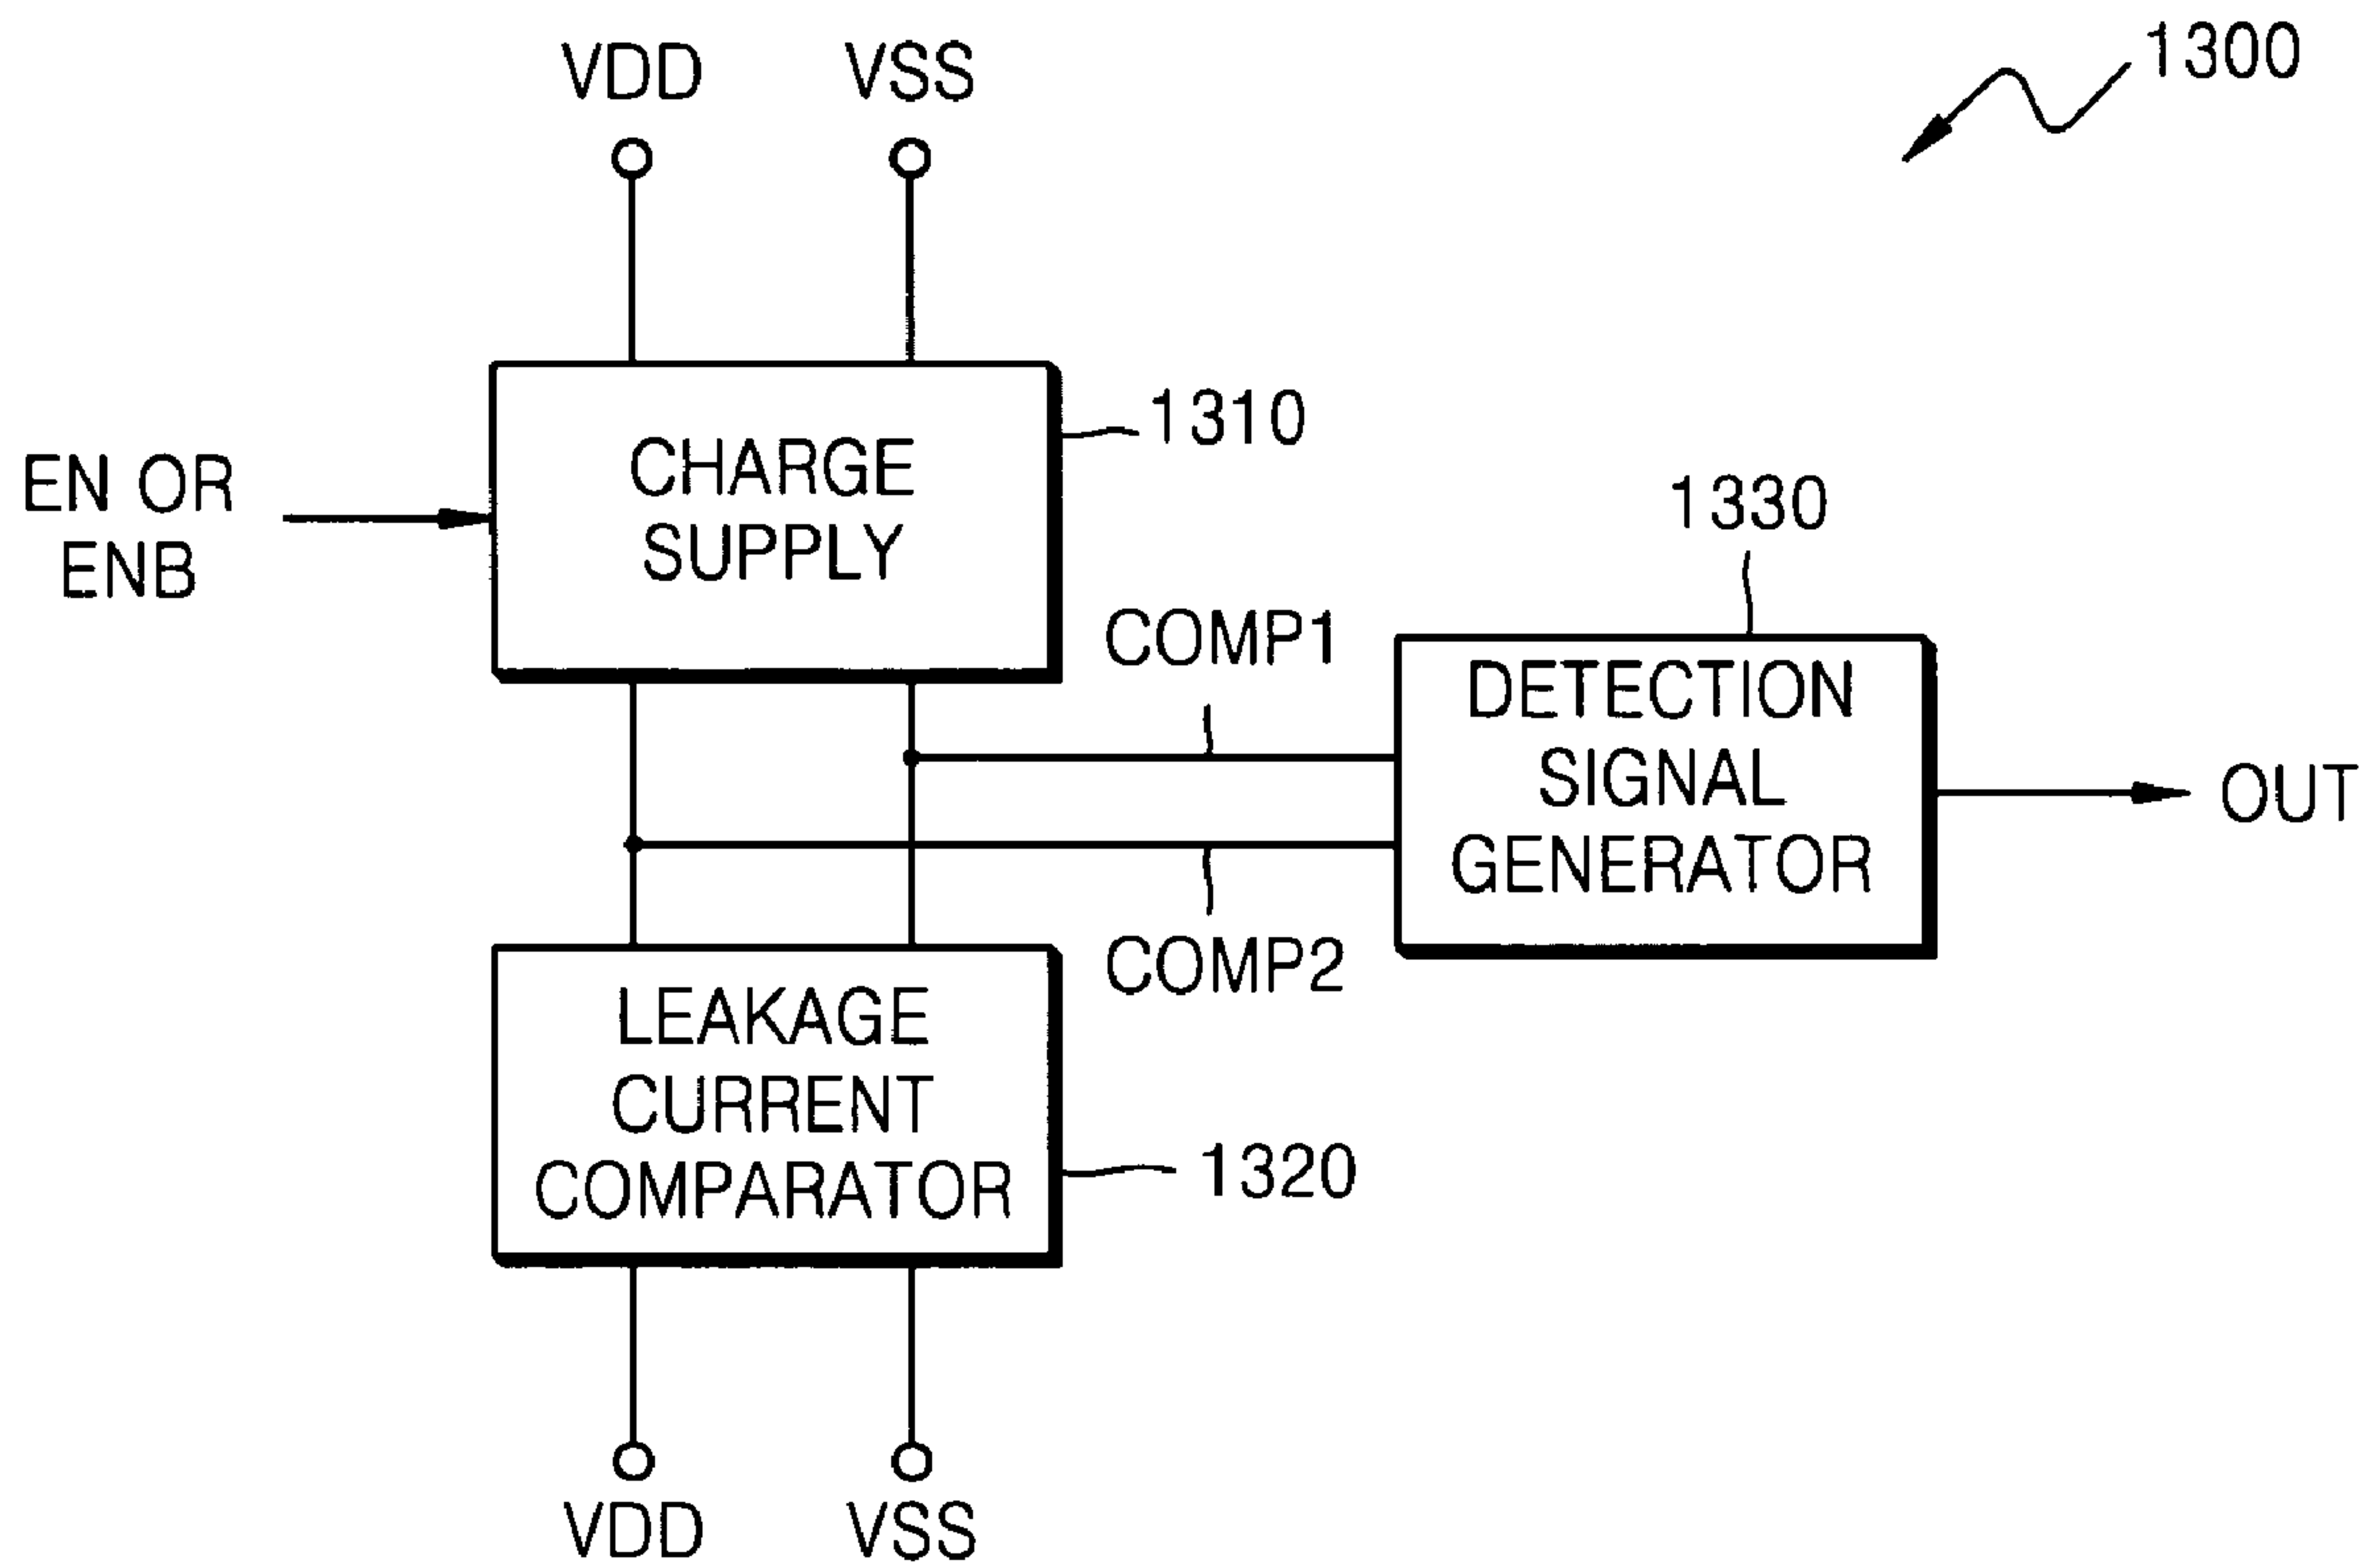 VDD VSS
1300
CHARGE
SUPPLY
1310
EN OR
ENB
1330
COMP1
DETECTION
SIGNAL
GENERATOR
OUT
COMP2
LEAKAGE
CURRENT
COMPARATOR
1320
VDD VSS